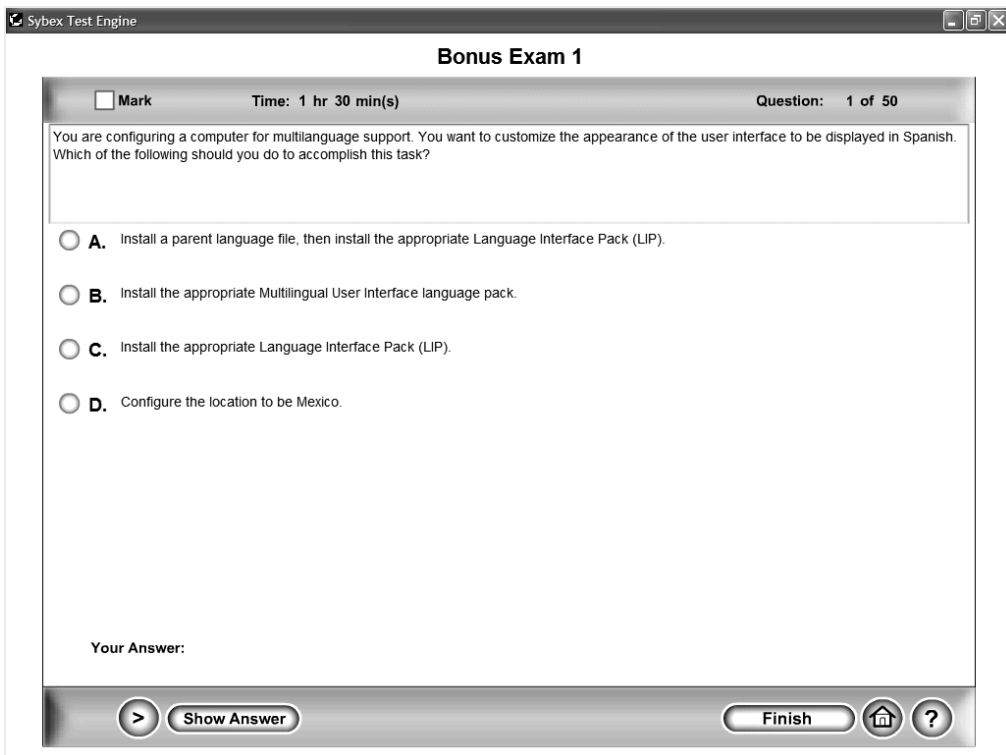 Sybex Test Engine
Bonus Exam 1
Mark Time: 1 hr 30 min(s) Question: 1 of 50
You are configuring a computer for multilanguage support. You want to customize the appearance of the user interface to be displayed in Spanish.
Which of the following should you do to accomplish this task?
A. Install a parent language file, then install the appropriate Language Interface Pack (LIP).
B. Install the appropriate Multilingual User Interface language pack.
C. Install the appropriate Language Interface Pack (LIP).
D. Configure the location to be Mexico.
Your Answer:
> Show Answer Finish ?